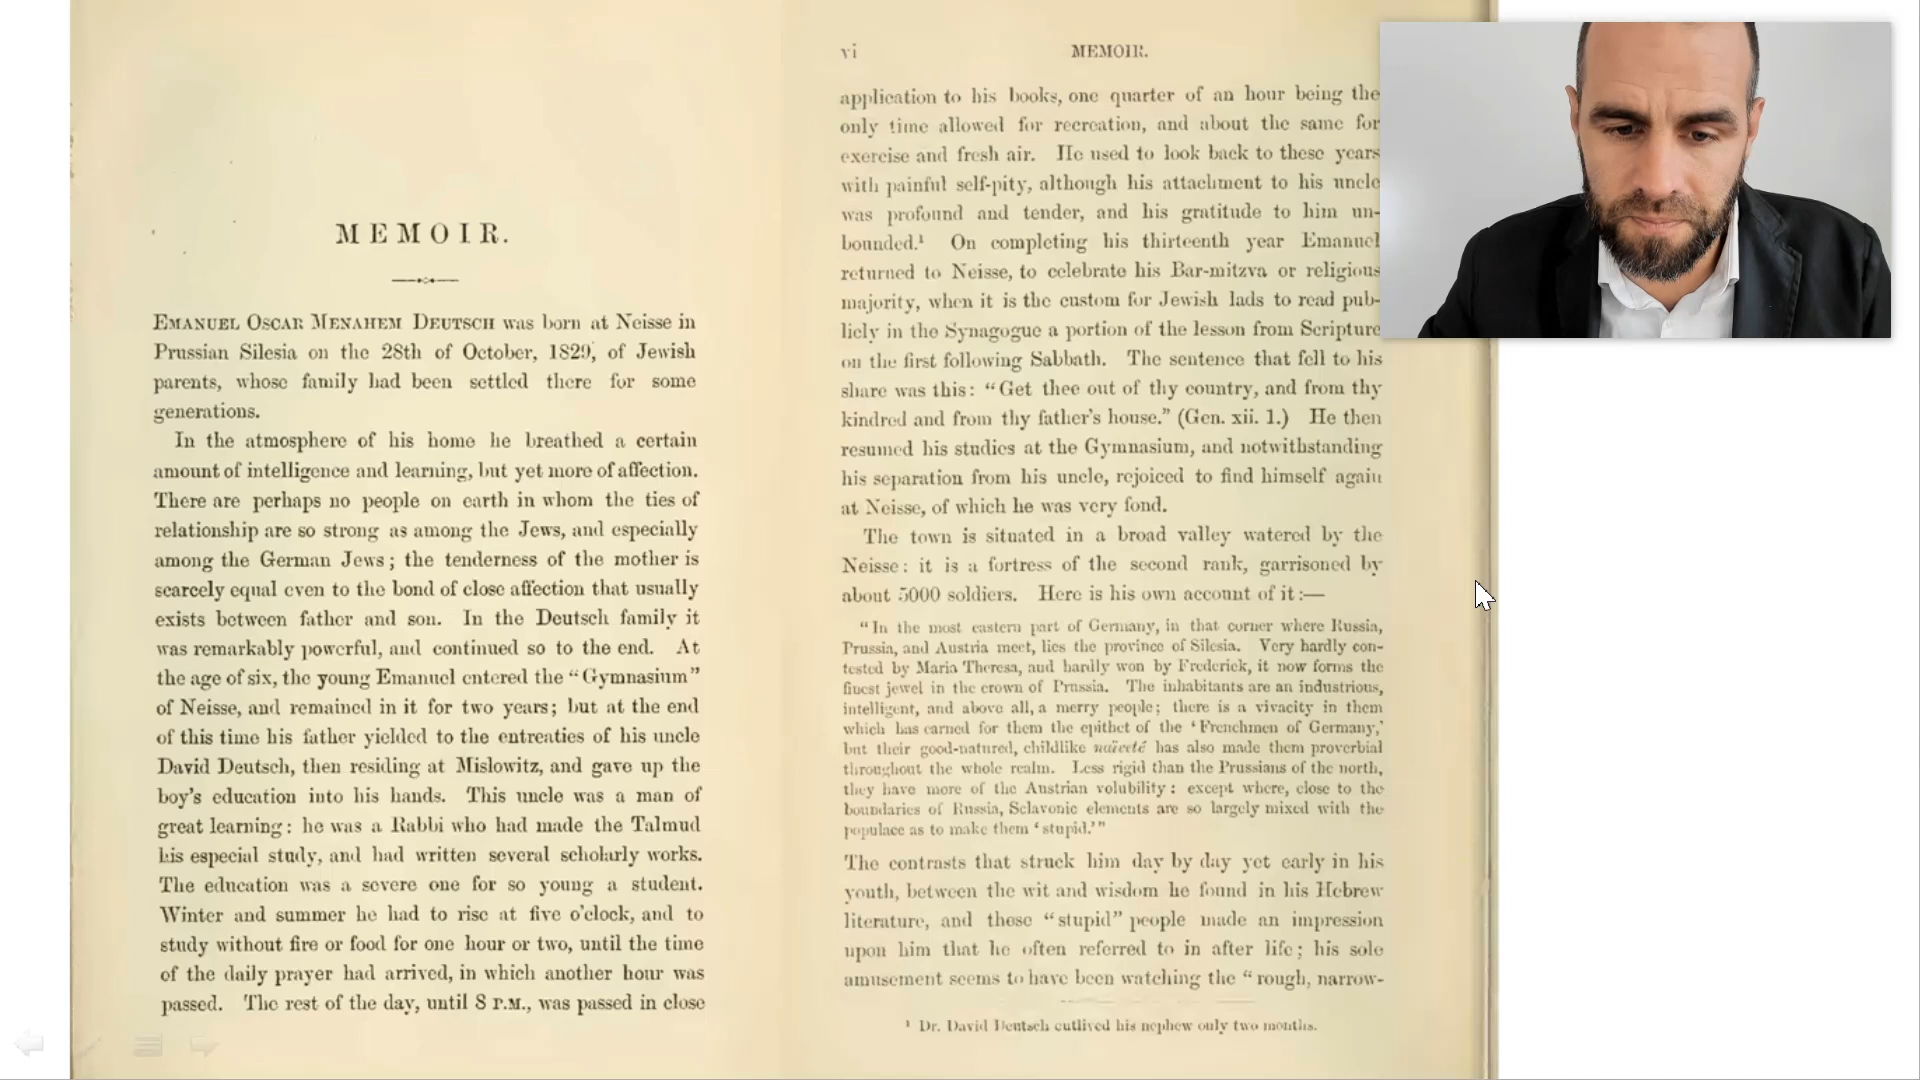 MEMOIR.
EMANUEL OSCAR MENAHEM DEUTSCH was born at Neisse in
Prussian Silesia on the 28th of October, 1829, of Jewish
parents, whose family had been settled there for some
generations.
In the atmosphere of his home he breathed a certain
amount of intelligence and learning, but yet more of affection.
There are perhaps no people on earth in whom the ties of
relationship are so strong as among the Jews, and especially
among the German Jews; the tenderness of the mother is
scarcely equal even to the bond of close affection that usually
exists between father and son. In the Deutsch family it
was remarkably powerful, and continued so to the end. At
the age of six, the young Emanuel entered the “Gymnasium”
of Neisse, and remained in it for two years; but at the end
of this time his father yielded to the entreaties of his uncle
David Deutsch, then residing at Mislowitz, and gave up the
boy's education into his hands. This uncle was a man of
great learning: he was a Rabbi who had made the Talmud
his especial study, and had written several scholarly works.
The education was a severe one for so young a student.
Winter and summer he had to rise at five o'clock, and to
study without fire or food for one hour or two, until the time
of the daily prayer had arrived, in which another hour was
passed. The rest of the day, until 8 P.M., was passed in close
vi MEMOIR.
application to his books, one quarter of an hour being the
only time allowed for recreation, and about the same for
exercise and fresh air. He used to look back to these years
with painful self-pity, although his attachment to his uncle
was profound and tender, and his gratitude to him un-
bounded.¹ On completing his thirteenth year Emanuel
returned to Neisse, to celebrate his Bar-mitzva or religious
majority, when it is the custom for Jewish lads to read pub-
licly in the Synagogue a portion of the lesson from Scripture
on the first following Sabbath. The sentence that fell to his
share was this: “Get thee out of thy country, and from thy
kindred and from thy father's house.” (Gen. xii. 1.) He then
resumed his studies at the Gymnasium, and notwithstanding
his separation from his uncle, rejoiced to find himself again
at Neisse, of which he was very fond.
The town is situated in a broad valley watered by the
Neisse: it is a fortress of the second rank, garrisoned by
about 5000 soldiers. Here is his own account of it:—
“In the most eastern part of Germany, in that corner where Russia,
Prussia, and Austria meet, lies the province of Silesia. Very hardly con-
tested by Maria Theresa, and hardly won by Frederick, it now forms the
finest jewel in the crown of Prussia. The inhabitants are an industrious,
intelligent, and above all, a merry people; there is a vivacity in them
which has earned for them the epithet of the ‘Frenchmen of Germany,’
but their good-natured, childlike naïveté has also made them proverbial
throughout the whole realm. Less rigid than the Prussians of the north,
they have more of the Austrian volubility: except where, close to the
boundaries of Russia, Sclavonic elements are so largely mixed with the
populace as to make them ‘stupid.’”
The contrasts that struck him day by day yet early in his
youth, between the wit and wisdom he found in his Hebrew
literature, and these “stupid” people made an impression
upon him that he often referred to in after life; his sole
amusement seems to have been watching the “rough, narrow-
¹ Dr. David Deutsch outlived his nephew only two months.